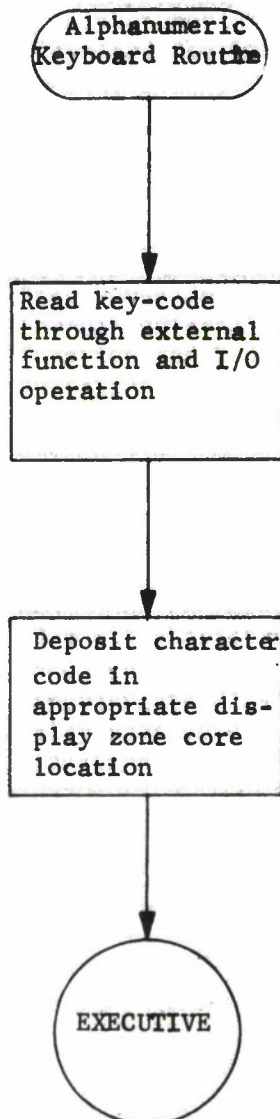 Alphanumeric
Keyboard Routine
Read key-code
through external
function and I/O
operation
Deposit character
code in
appropriate dis-
play zone core
location
EXECUTIVE